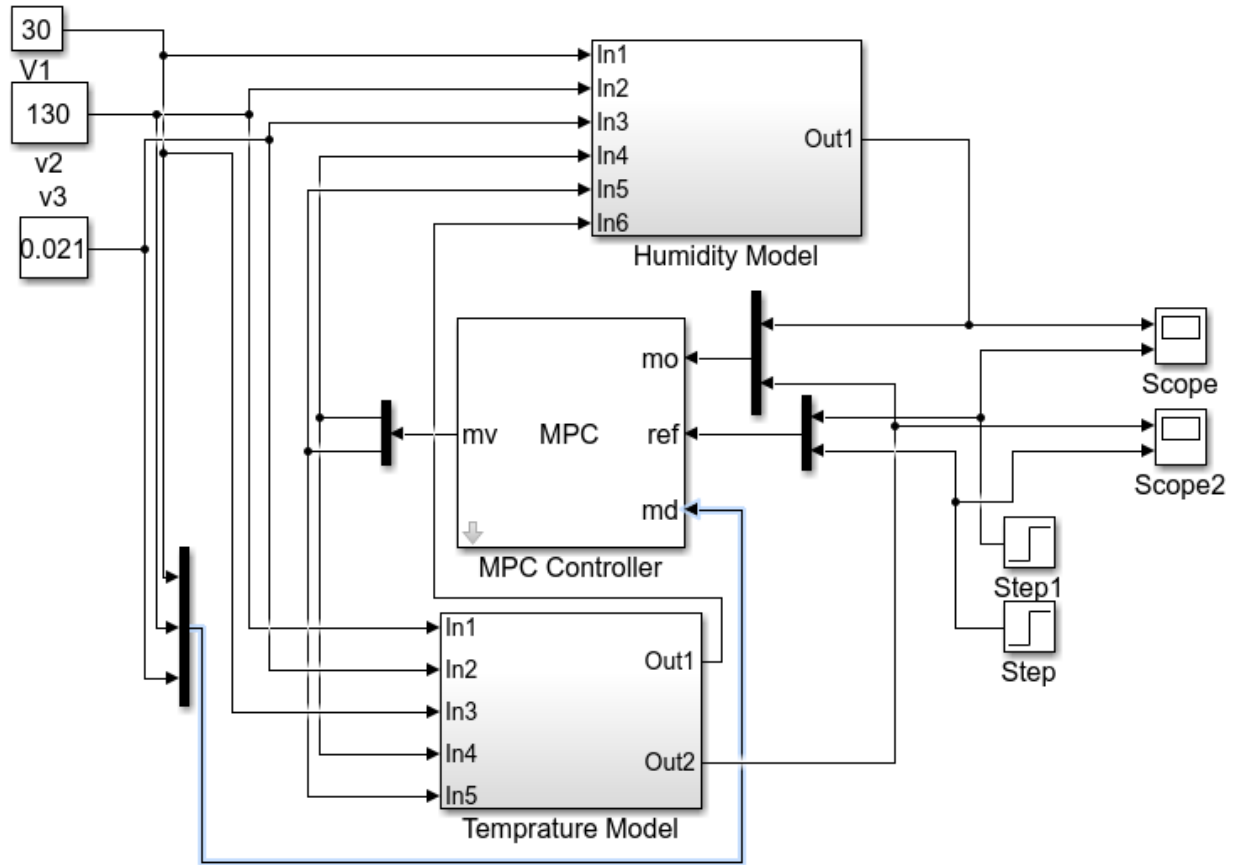 30
V1
130
v2
v3
0.021
In1
In2
In3
In4
In5
In6
Out1
Humidity Model
mo
mv
MPC
ref
md
MPC Controller
Scope
Scope2
Step1
Step
In1
In2
In3
In4
In5
Out1
Out2
Temprature Model